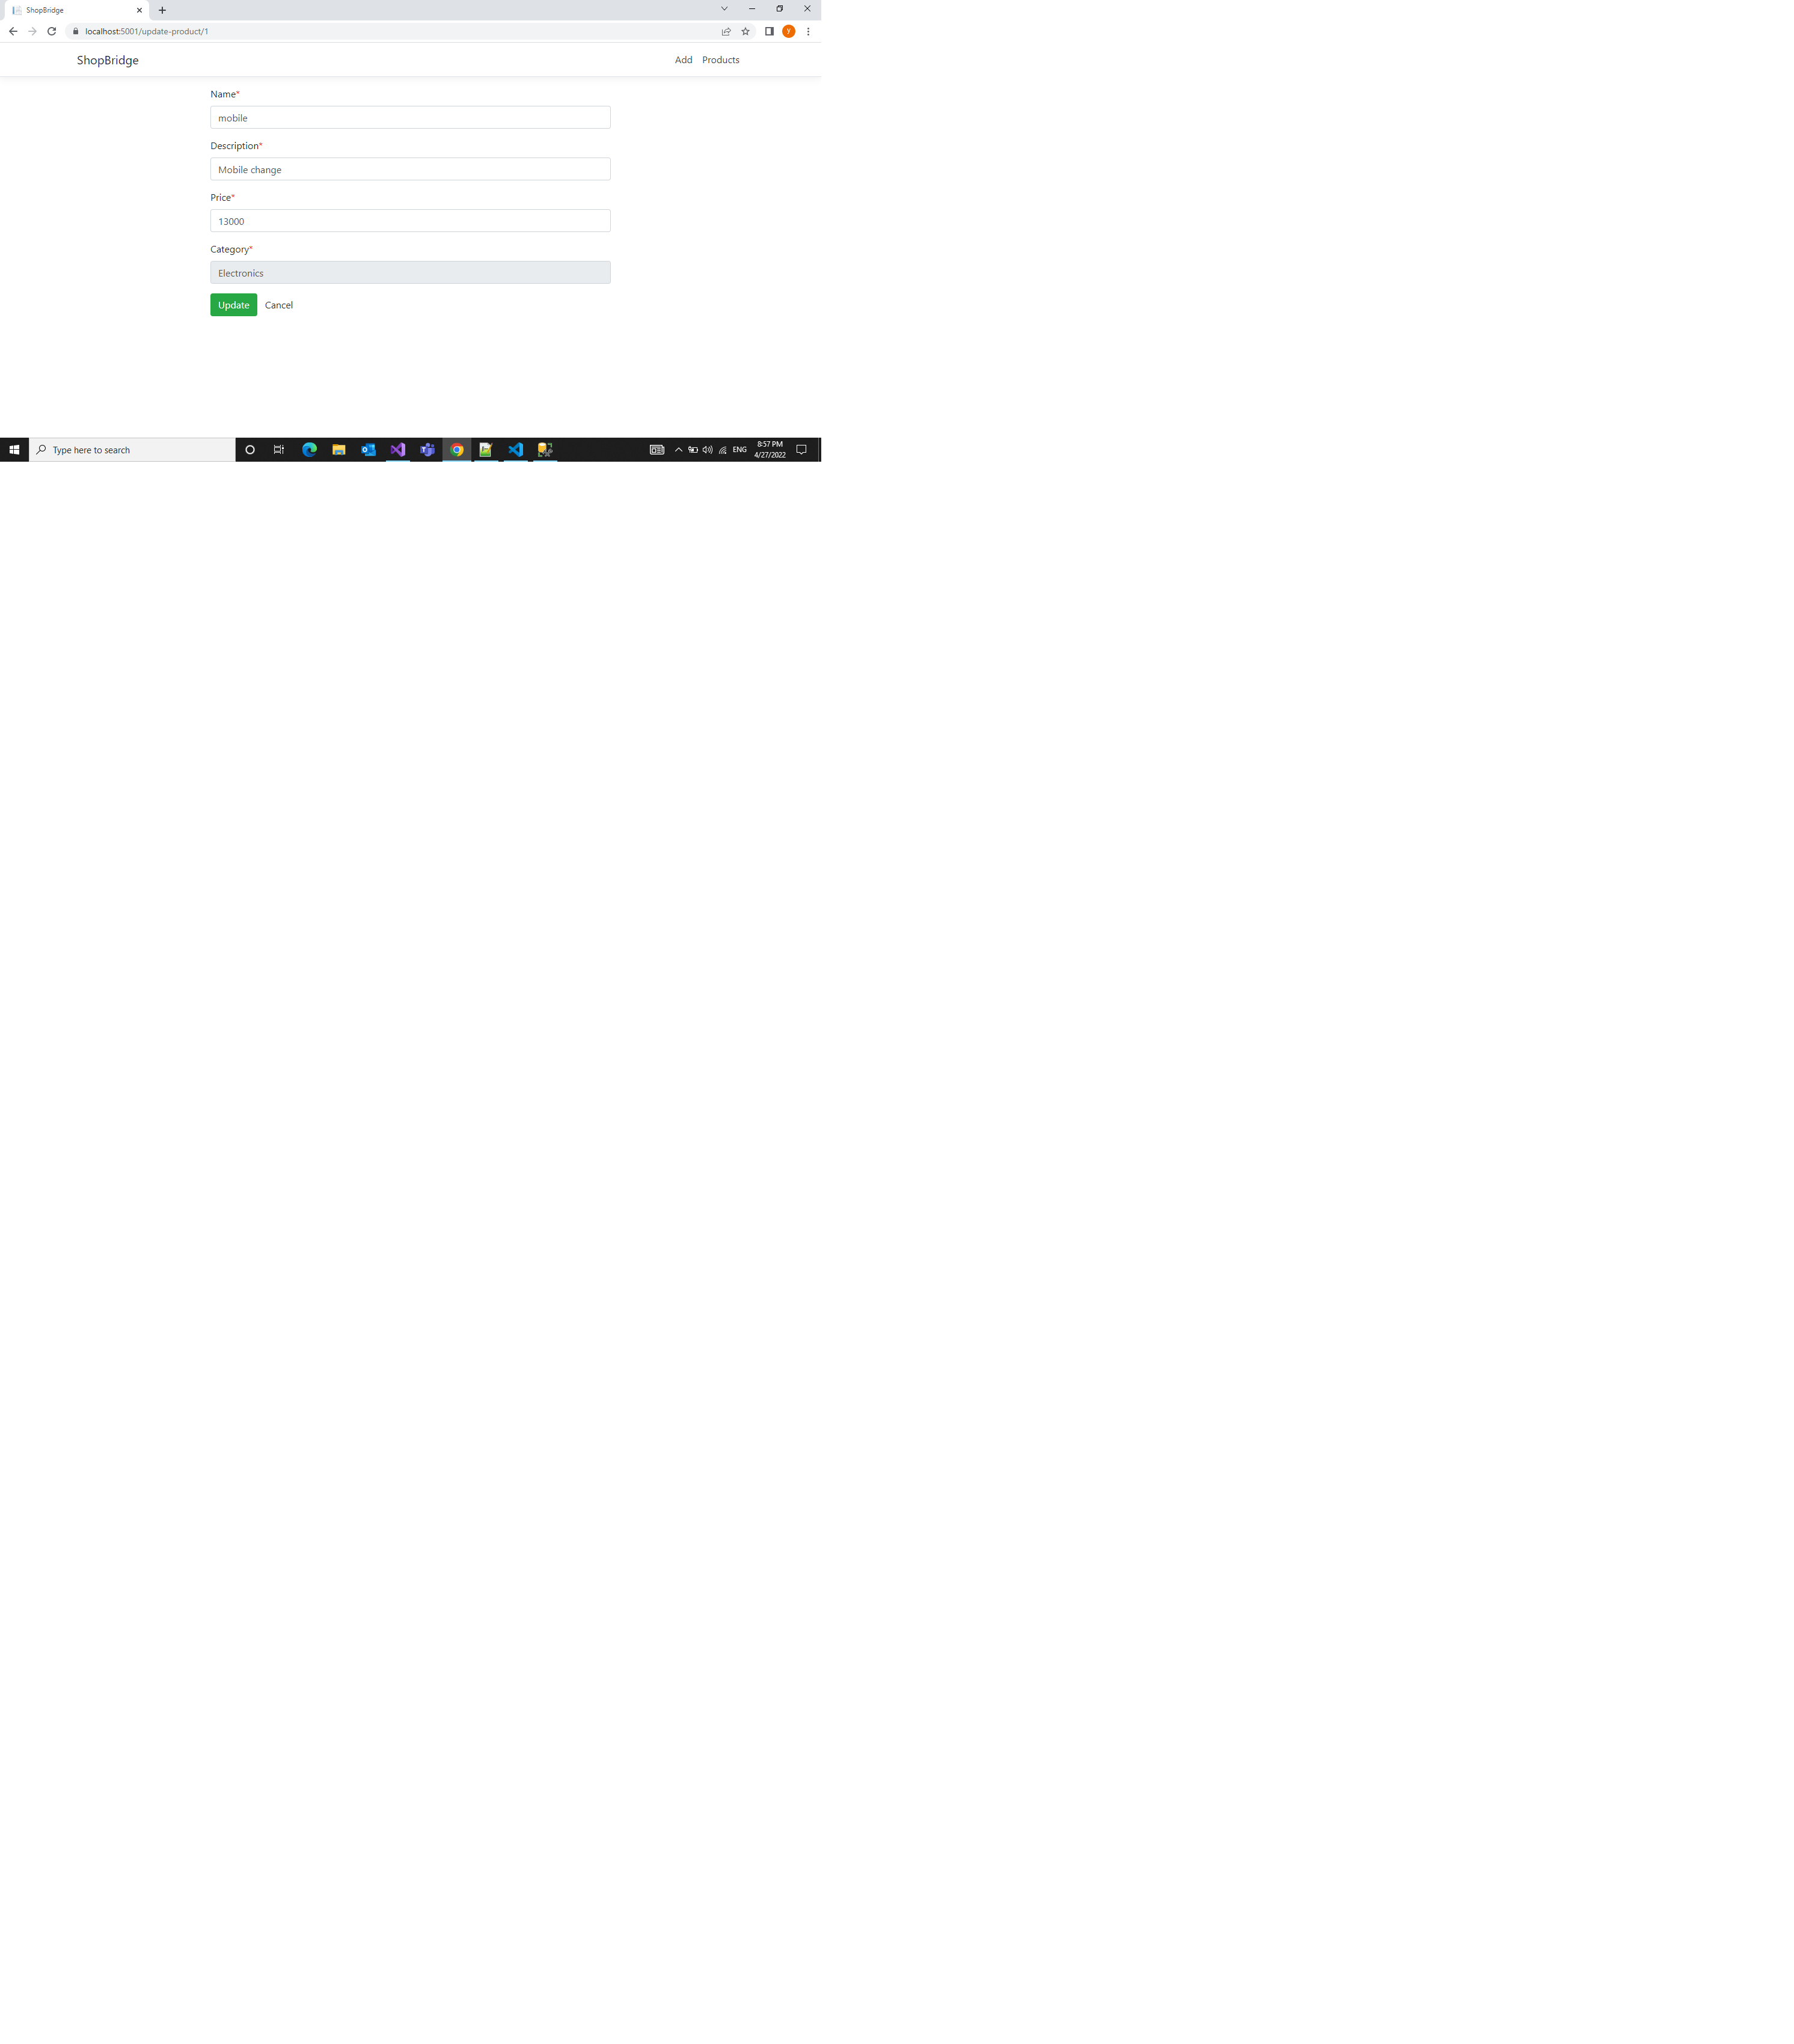 ShopBridge
localhost:5001/update-product/1
y
ShopBridge
Add Products
Name*
mobile
Description*
Mobile change
Price*
13000
Category*
Electronics
Update Cancel
Type here to search
ENG
8:57 PM
4/27/2022